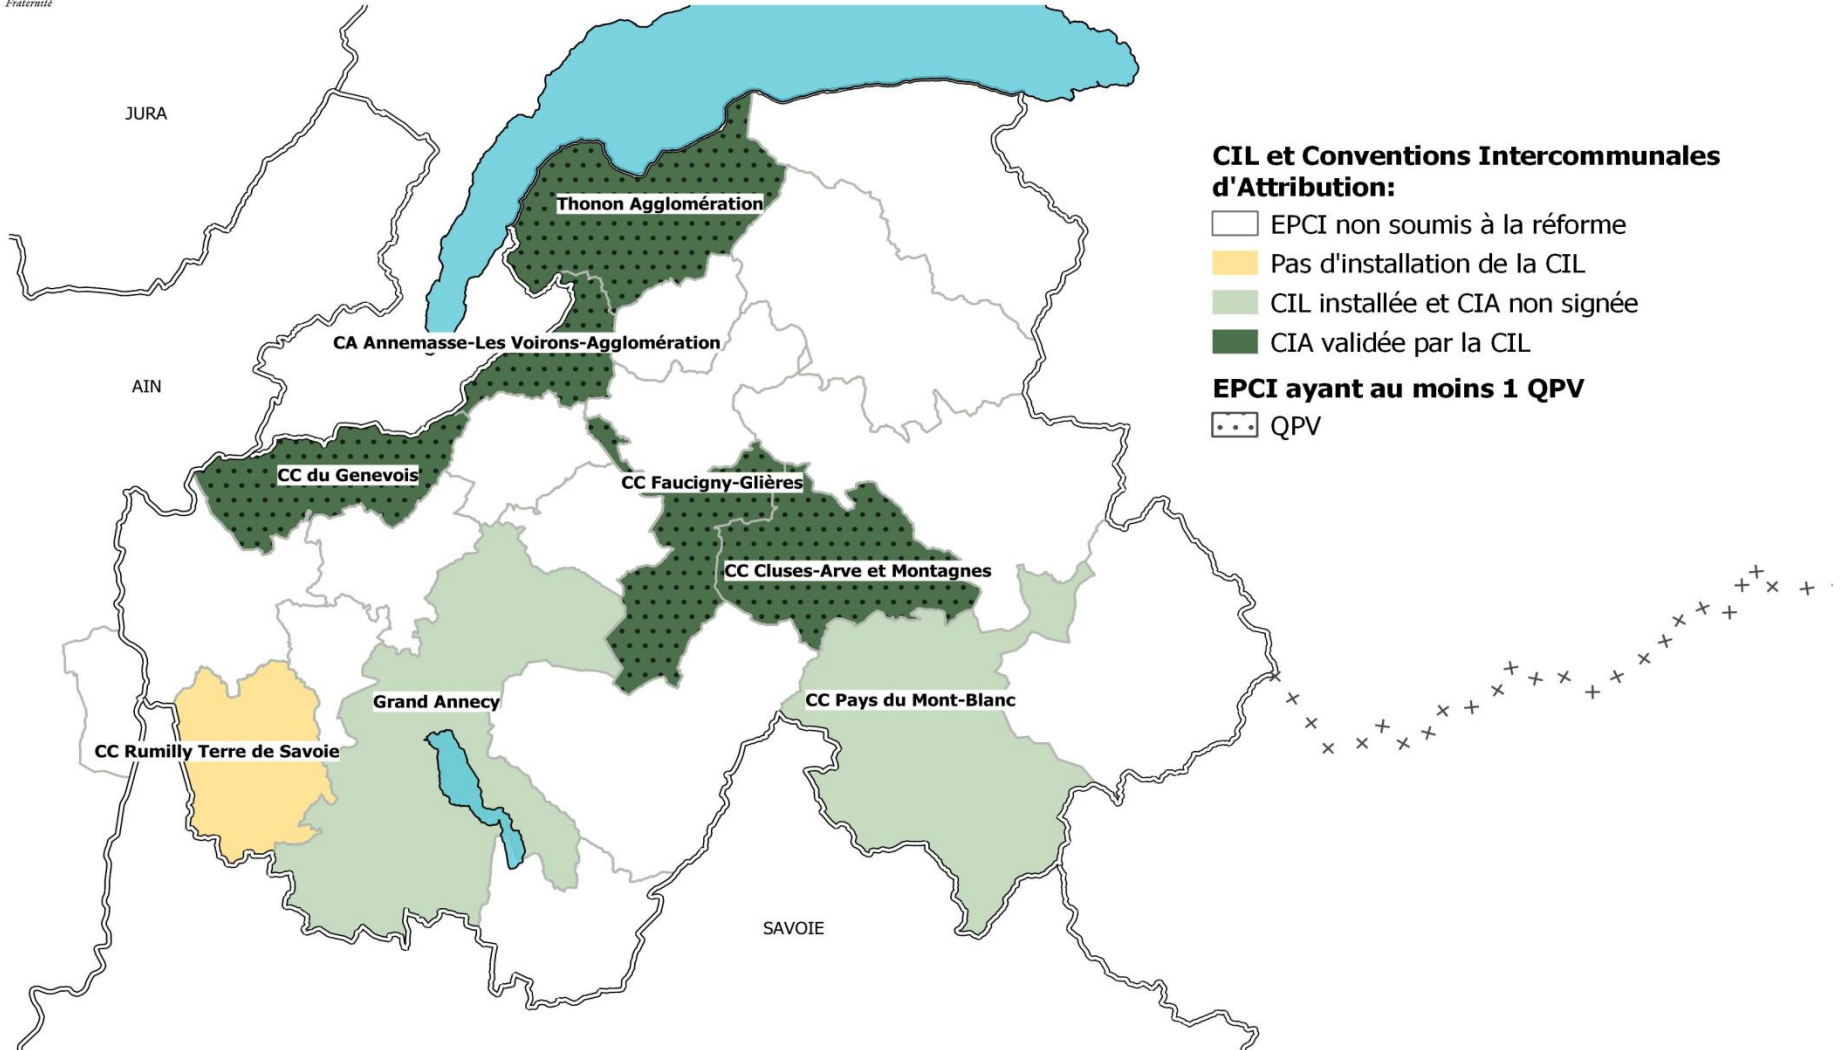 Fraternité
JURA
Thonon Agglomération
CA Annemasse-Les Voirons-Agglomération
AIN
CC du Genevois
CC Faucigny-Glières
CC Cluses-Arve et Montagnes
Grand Annecy
CC Pays du Mont-Blanc
CC Rumilly Terre de Savoie
SAVOIE
CIL et Conventions Intercommunales
d'Attribution:
EPCI non soumis à la réforme
Pas d'installation de la CIL
CIL installée et CIA non signée
CIA validée par la CIL
EPCI ayant au moins 1 QPV
QPV